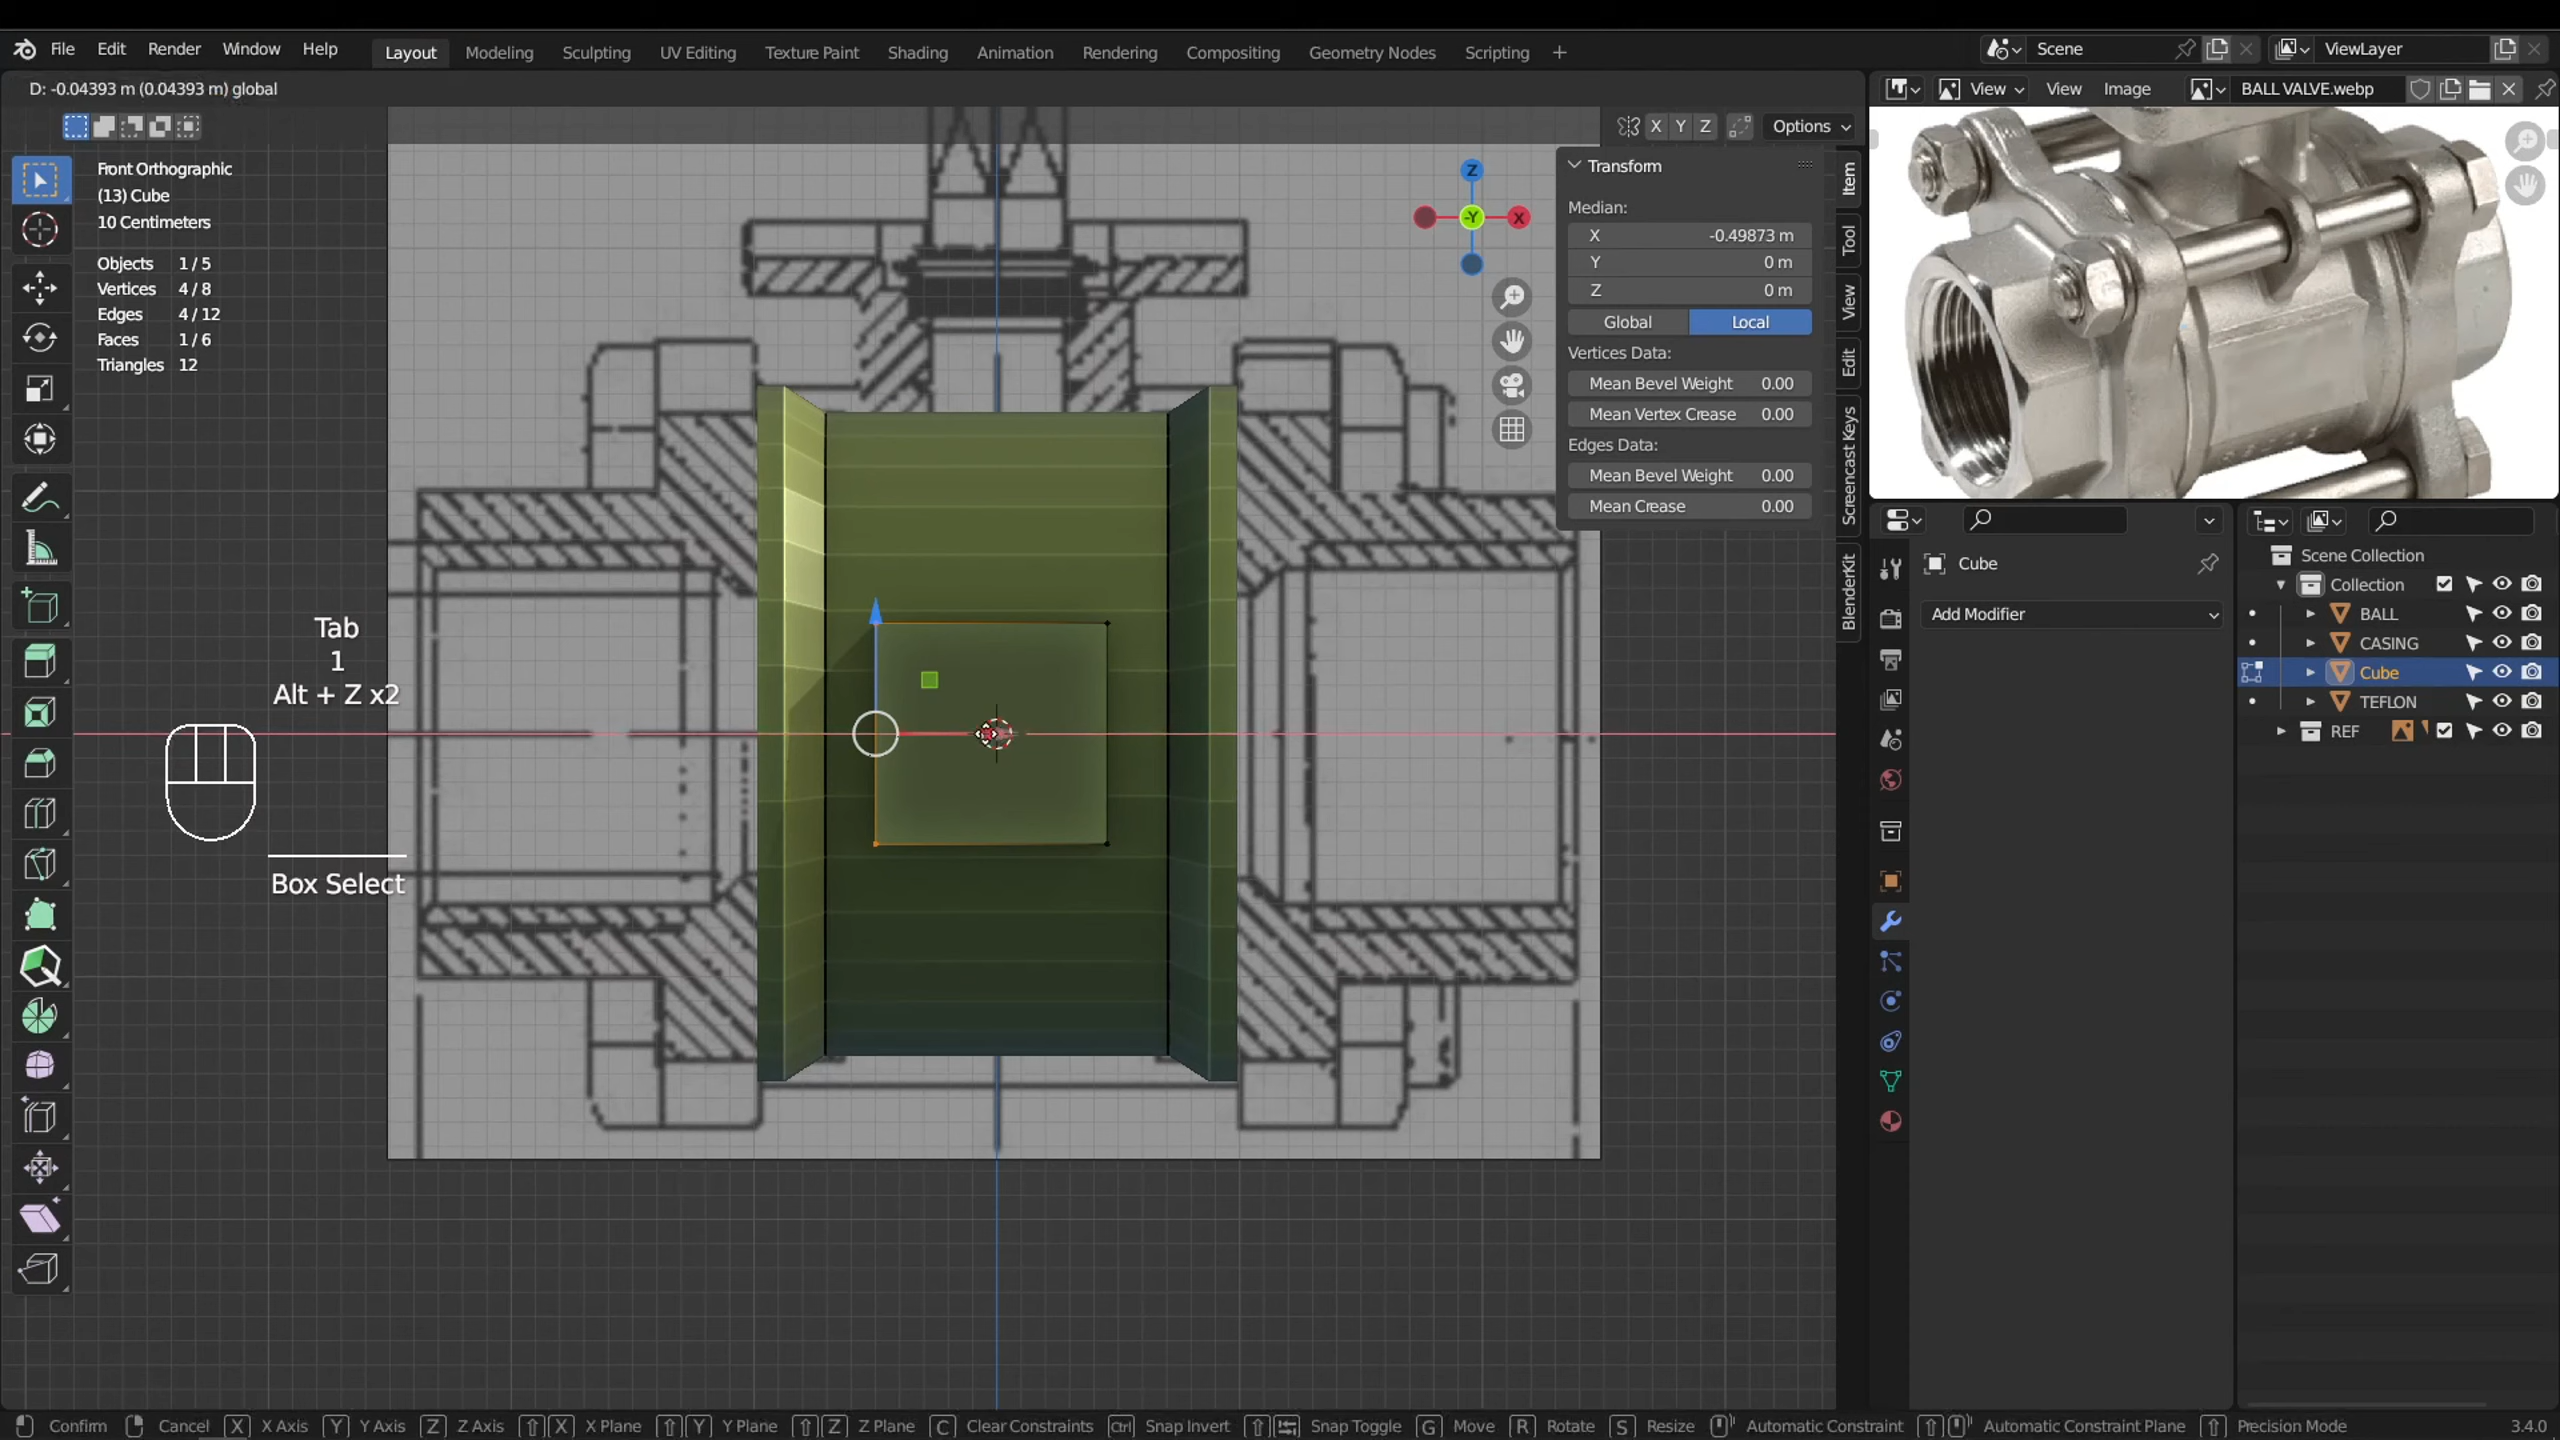 File Edit Render Window Help Layout Modeling Sculpting UV Editing Texture Paint Shading Animation Rendering Compositing Geometry Nodes Scripting + Scene ViewLayer
D: -0.04393 m (0.04393 m) global
View View Image BALL VALVE.webp
X Y Z Options
Front Orthographic
(13) Cube
10 Centimeters
Objects 1 / 5
Vertices 4 / 8
Edges 4 / 12
Faces 1 / 6
Triangles 12
Z
-Y
X
Transform
Median:
X -0.49873 m
Y 0 m
Z 0 m
Global Local
Vertices Data:
Mean Bevel Weight 0.00
Mean Vertex Crease 0.00
Edges Data:
Mean Bevel Weight 0.00
Mean Crease 0.00
Item
Tool
View
Edit
Screencast Keys
BlenderKit
Tab
1
Alt + Z x2
Box Select
Cube
Add Modifier
Scene Collection
Collection
BALL
CASING
Cube
TEFLON
REF
Confirm Cancel X X Axis Y Y Axis Z Z Axis X X Plane Y Y Plane Z Z Plane C Clear Constraints Ctrl Snap Invert Snap Toggle G Move R Rotate S Resize Automatic Constraint Automatic Constraint Plane Precision Mode 3.4.0